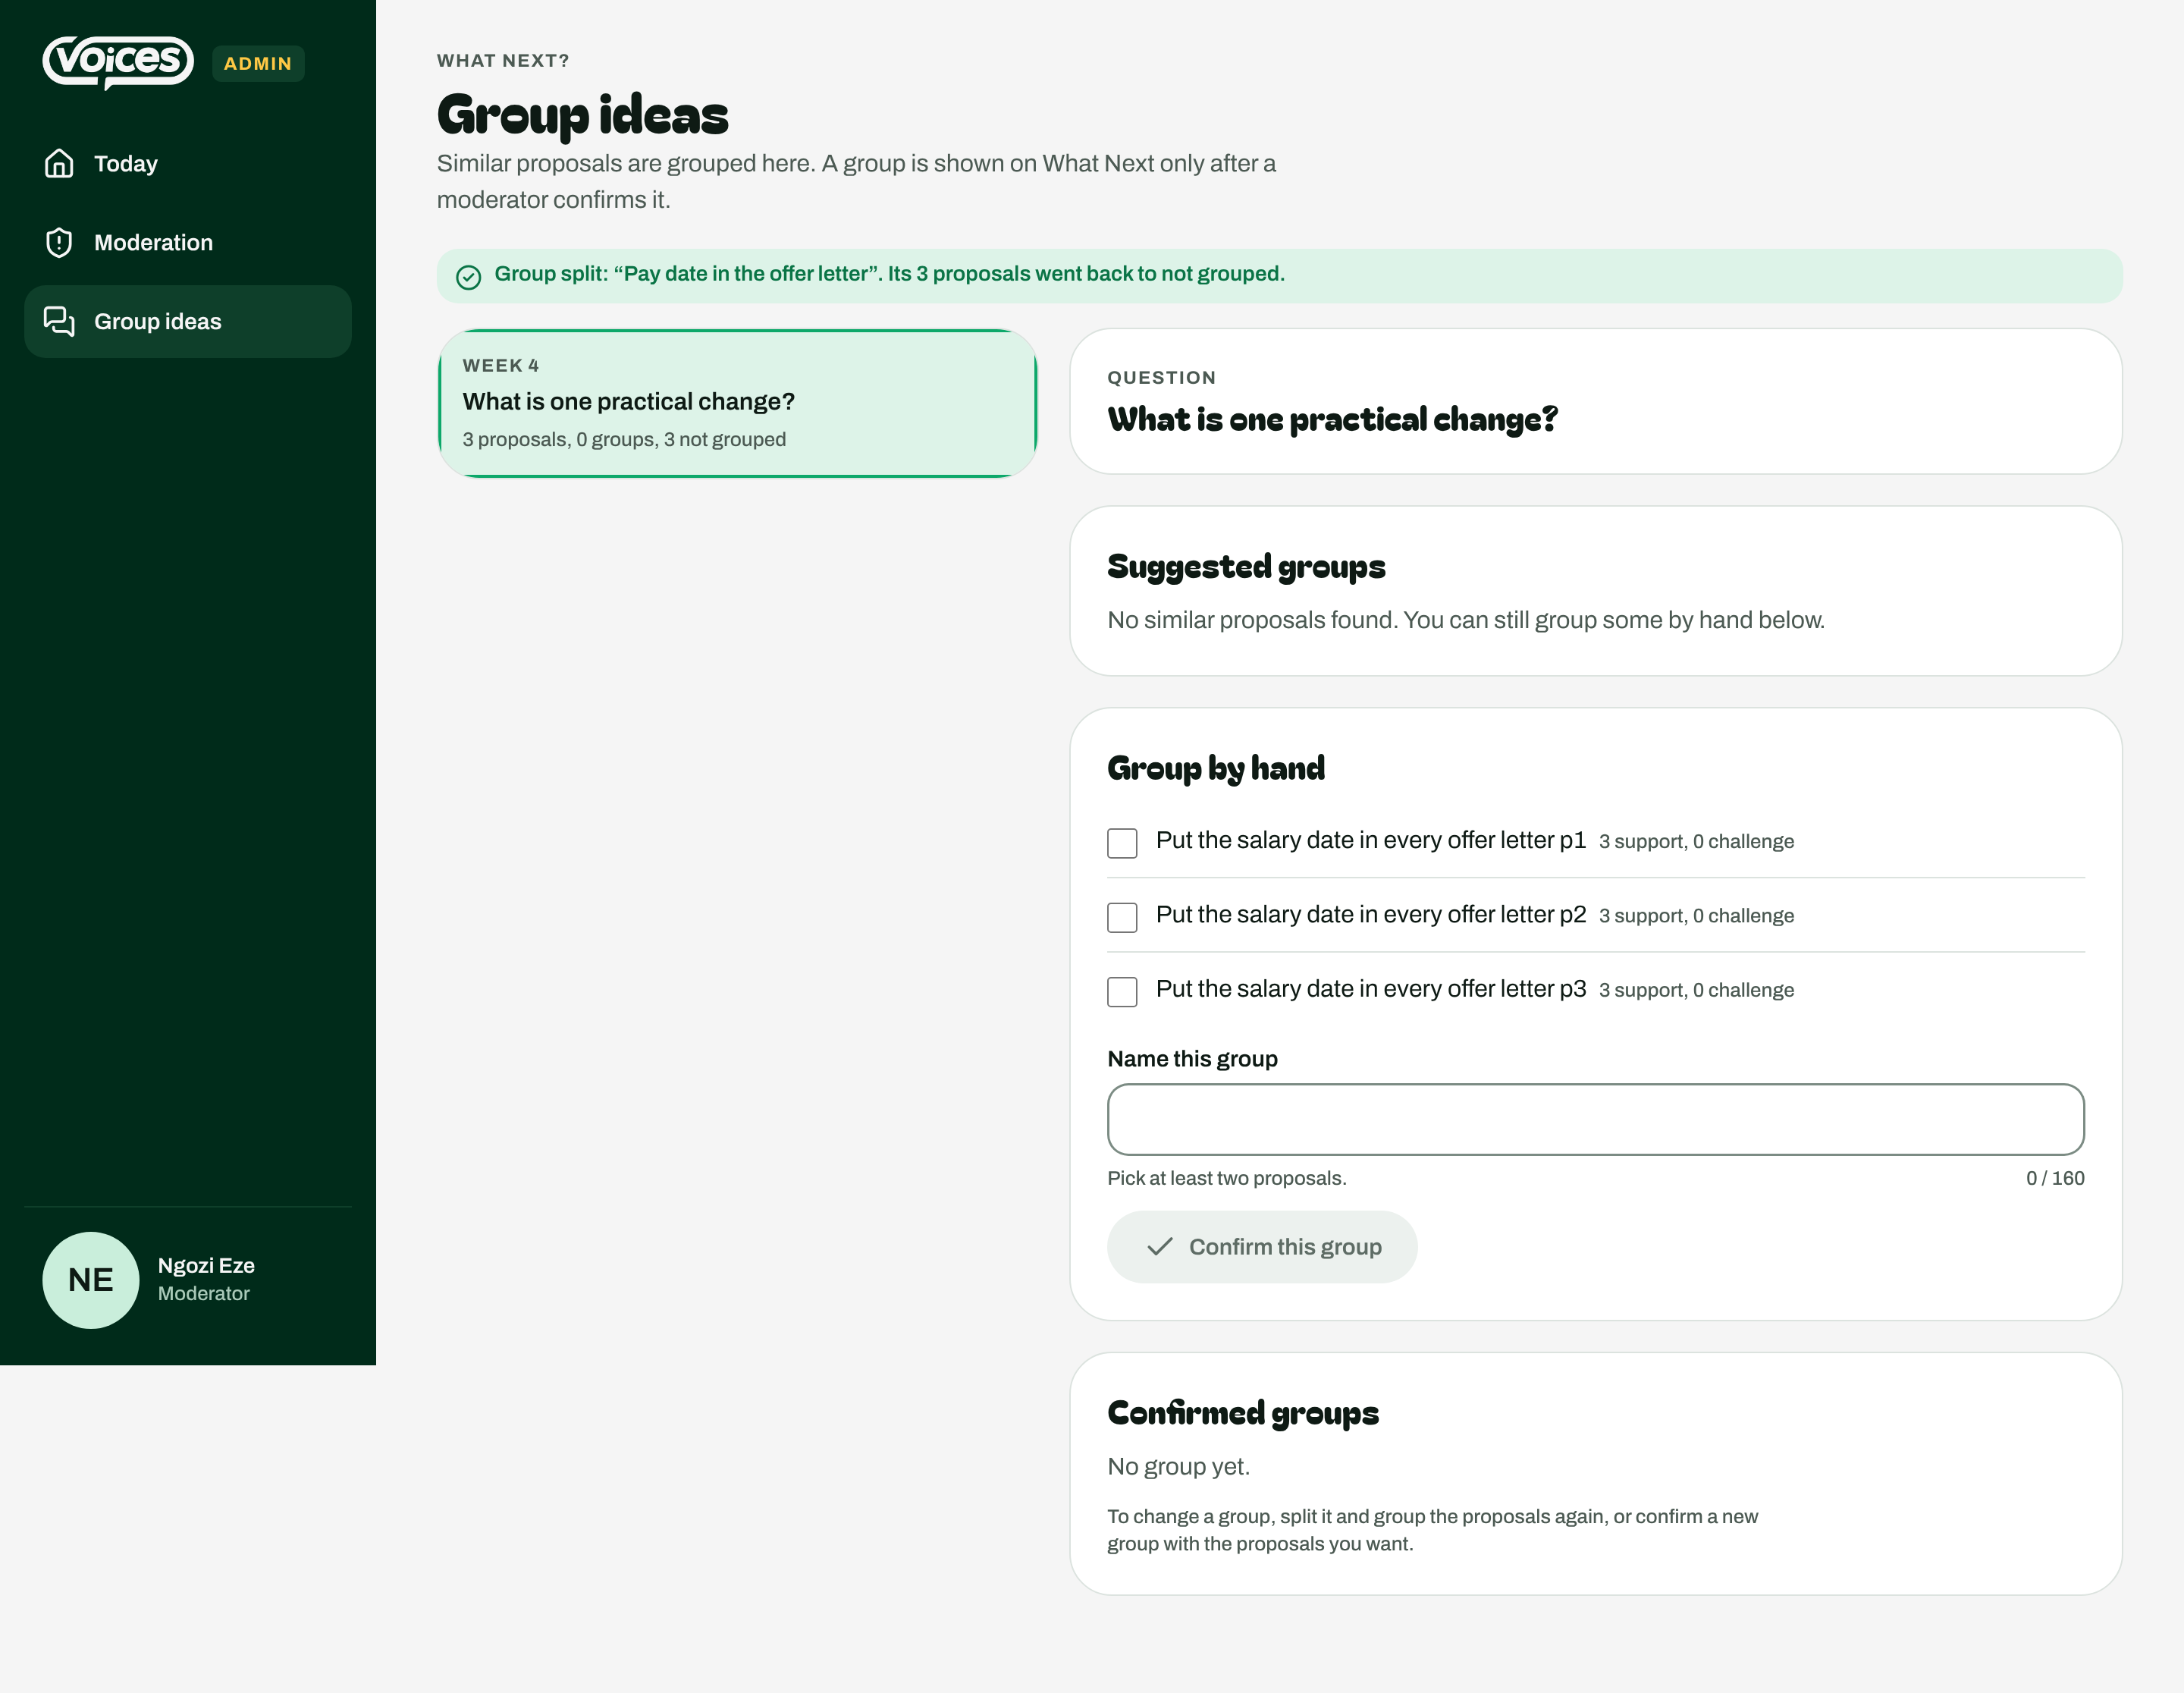 Voices
ADMIN
Today
Moderation
Group ideas
NE
Ngozi Eze
Moderator
WHAT NEXT?
Group ideas
Similar proposals are grouped here. A group is shown on What Next only after a
moderator confirms it.
Group split: “Pay date in the offer letter”. Its 3 proposals went back to not grouped.
WEEK 4
What is one practical change?
3 proposals, 0 groups, 3 not grouped
QUESTION
What is one practical change?
Suggested groups
No similar proposals found. You can still group some by hand below.
Group by hand
Put the salary date in every offer letter p1 3 support, 0 challenge
Put the salary date in every offer letter p2 3 support, 0 challenge
Put the salary date in every offer letter p3 3 support, 0 challenge
Name this group
Pick at least two proposals. 0 / 160
Confirm this group
Confirmed groups
No group yet.
To change a group, split it and group the proposals again, or confirm a new
group with the proposals you want.